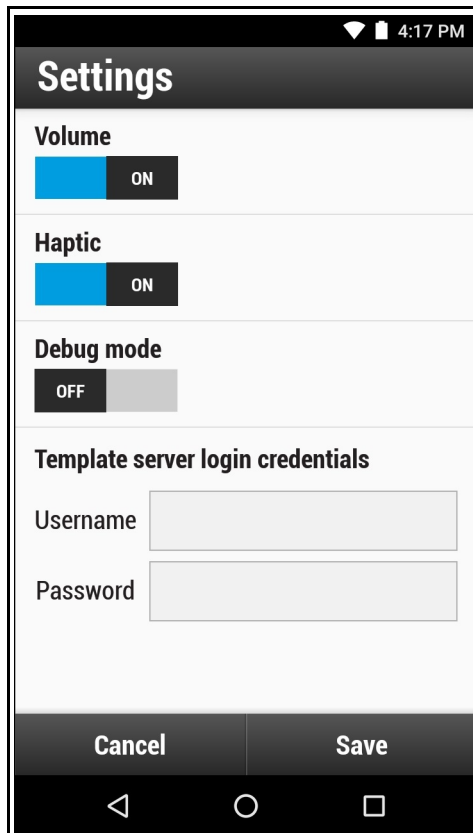 4:17 PM
Settings
Volume
ON
Haptic
ON
Debug mode
OFF
Template server login credentials
Username
Password
Cancel Save